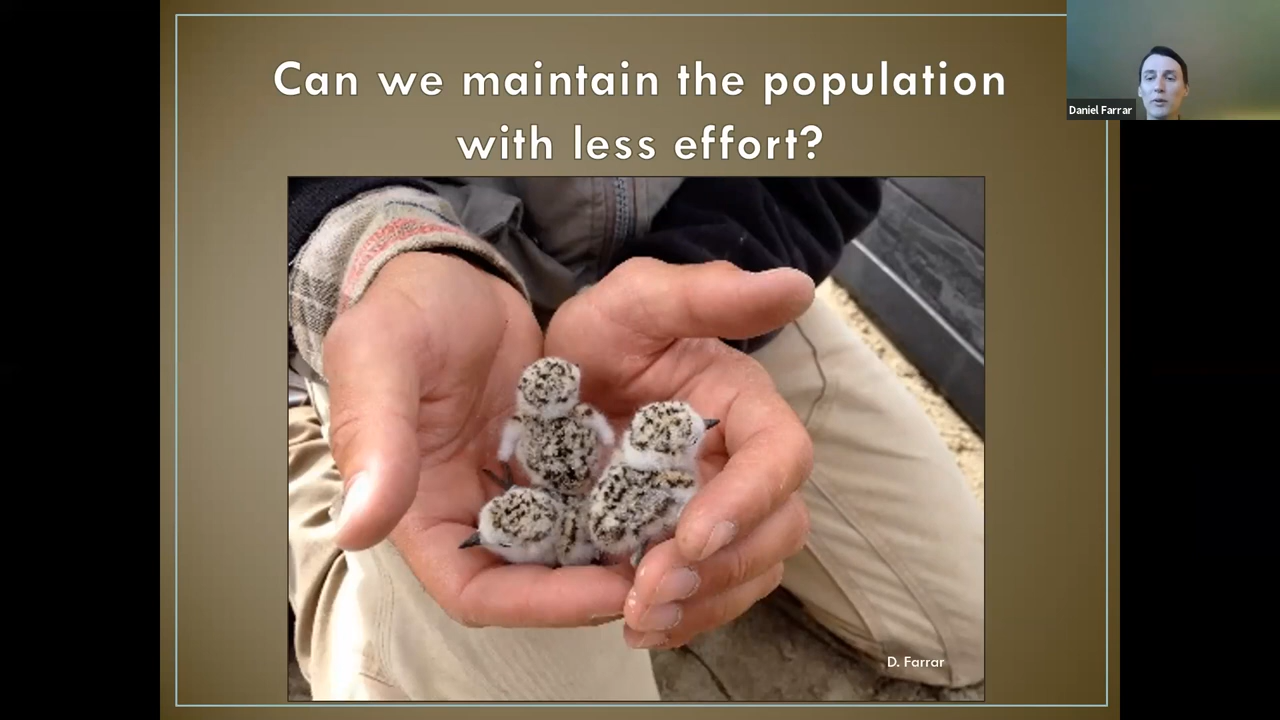 Can we maintain the population
with less effort?
Daniel Farrar
D. Farrar